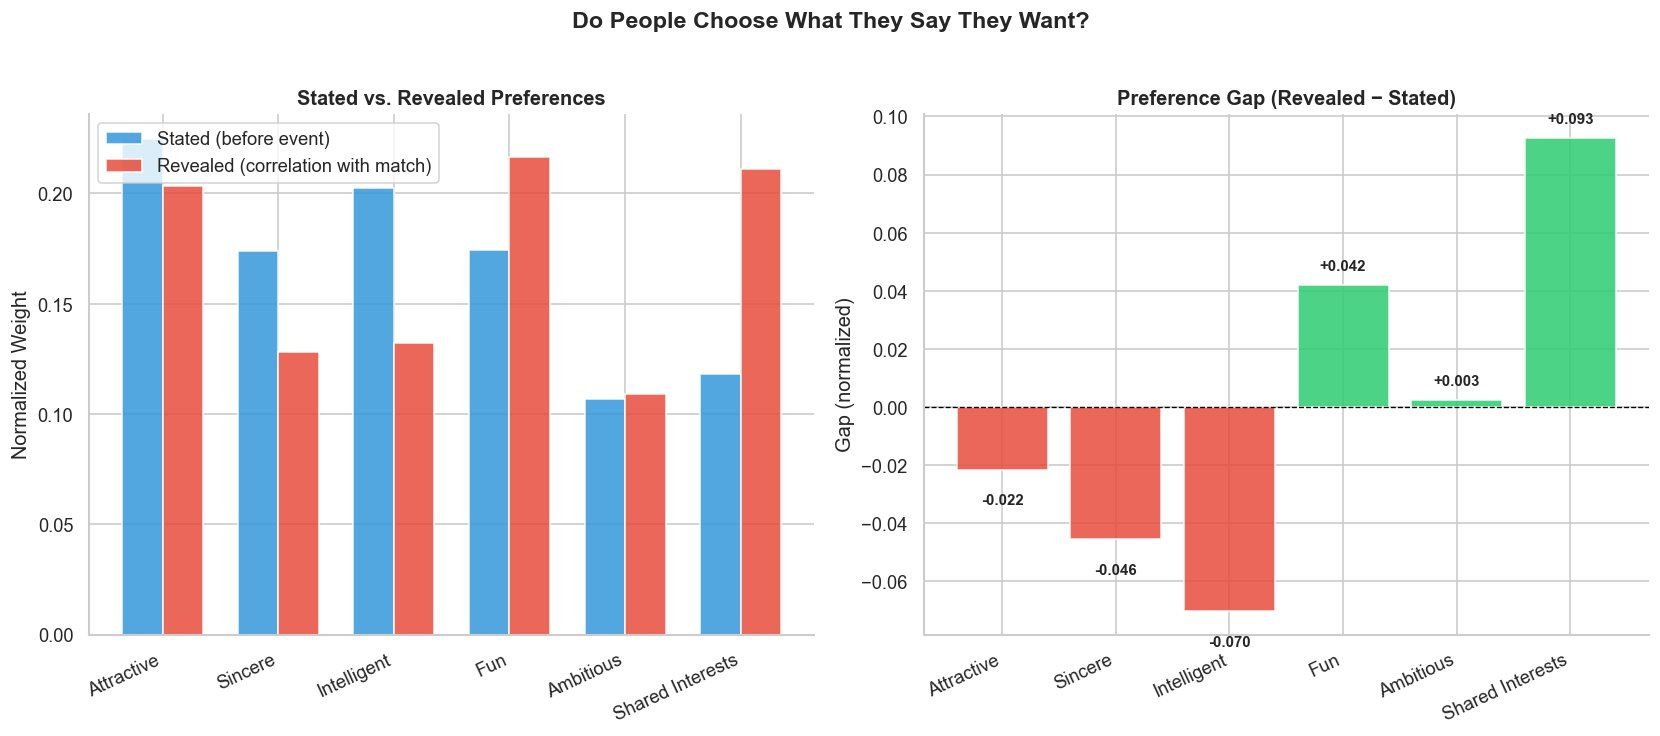 Do People Choose What They Say They Want?
Stated vs. Revealed Preferences
Stated (before event)
Revealed (correlation with match)
Normalized Weight
0.20
0.15
0.10
0.05
0.00
Attractive
Sincere
Intelligent
Fun
Ambitious
Shared Interests
Preference Gap (Revealed − Stated)
Gap (normalized)
0.10
0.08
0.06
0.04
0.02
0.00
−0.02
−0.04
−0.06
-0.022
-0.046
-0.070
+0.042
+0.003
+0.093
Attractive
Sincere
Intelligent
Fun
Ambitious
Shared Interests